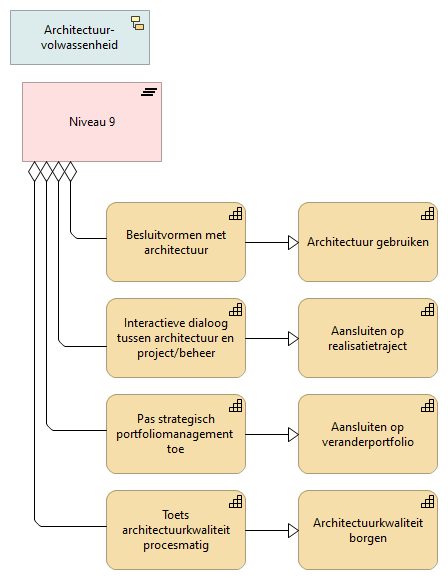 Architectuur-
volwassenheid
Niveau 9
Besluitvormen met
architectuur
Architectuur gebruiken
Interactieve dialoog
tussen architectuur en
project/beheer
Aansluiten op
realisatietraject
Pas strategisch
portfoliomanagement
toe
Aansluiten op
veranderportfolio
Toets
architectuurkwaliteit
procesmatig
Architectuurkwaliteit
borgen